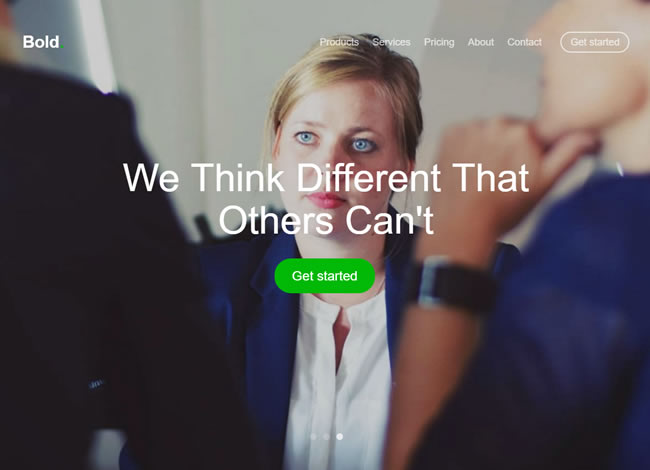 Bold.
Products Services Pricing About Contact Get started
We Think Different That
Others Can't
Get started